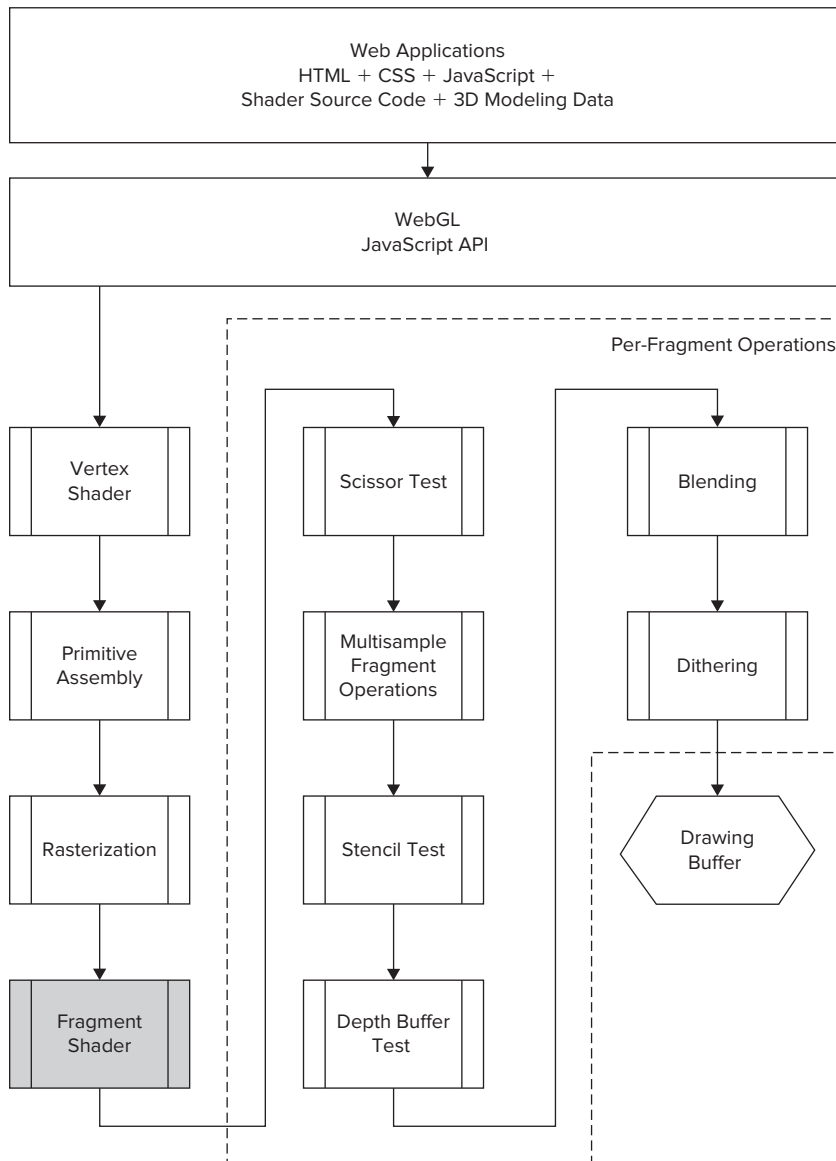 Web Applications
HTML + CSS + JavaScript +
Shader Source Code + 3D Modeling Data
WebGL
JavaScript API
Per-Fragment Operations
Vertex
Shader
Primitive
Assembly
Rasterization
Fragment
Shader
Scissor Test
Multisample
Fragment
Operations
Stencil Test
Depth Buffer
Test
Blending
Dithering
Drawing
Buffer